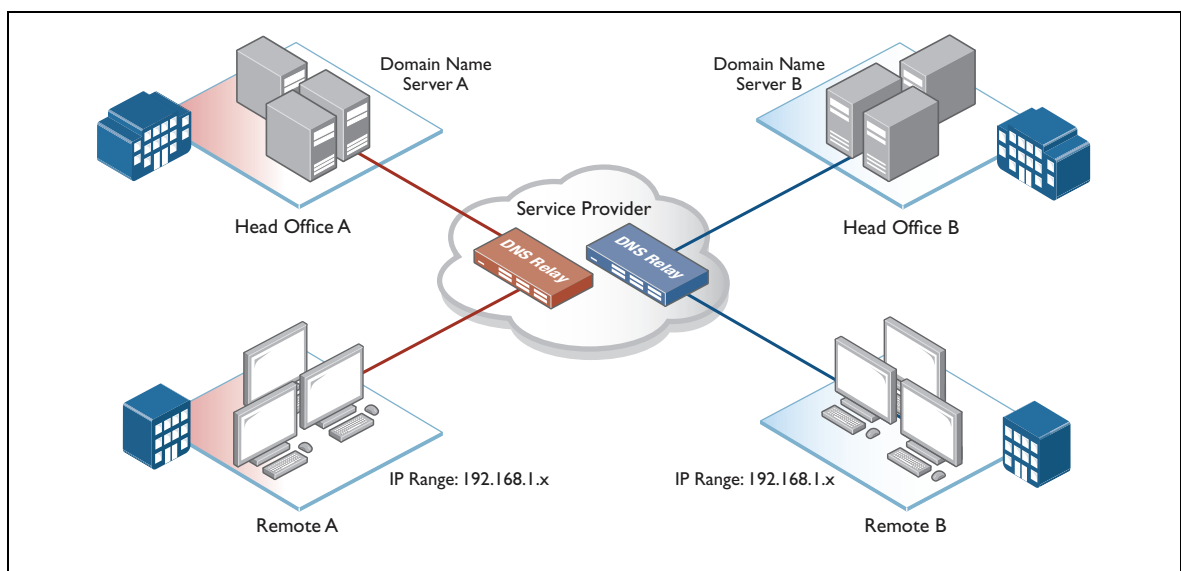 Domain Name
Server A
Domain Name
Server B
Head Office A
Service Provider
Head Office B
DNS Relay
DNS Relay
IP Range: 192.168.1.x
IP Range: 192.168.1.x
Remote A
Remote B